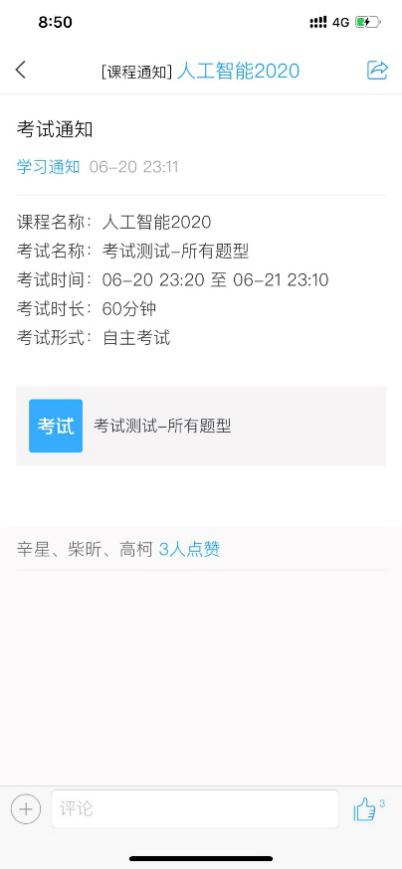 8:50
4G
[课程通知] 人工智能2020
考试通知
学习通知 06-20 23:11
课程名称：人工智能2020
考试名称：考试测试-所有题型
考试时间：06-20 23:20 至 06-21 23:10
考试时长：60分钟
考试形式：自主考试
考试 考试测试-所有题型
辛星、柴昕、高柯 3人点赞
评论
3